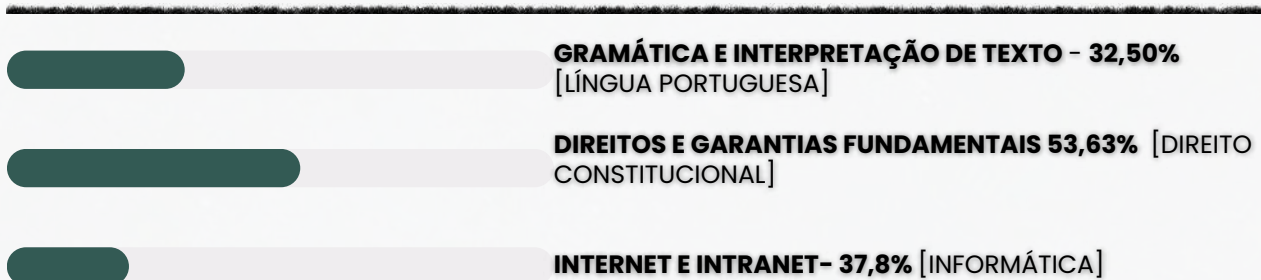 GRAMÁTICA E INTERPRETAÇÃO DE TEXTO - 32,50%
[LÍNGUA PORTUGUESA]
DIREITOS E GARANTIAS FUNDAMENTAIS 53,63% [DIREITO
CONSTITUCIONAL]
INTERNET E INTRANET- 37,8% [INFORMÁTICA]